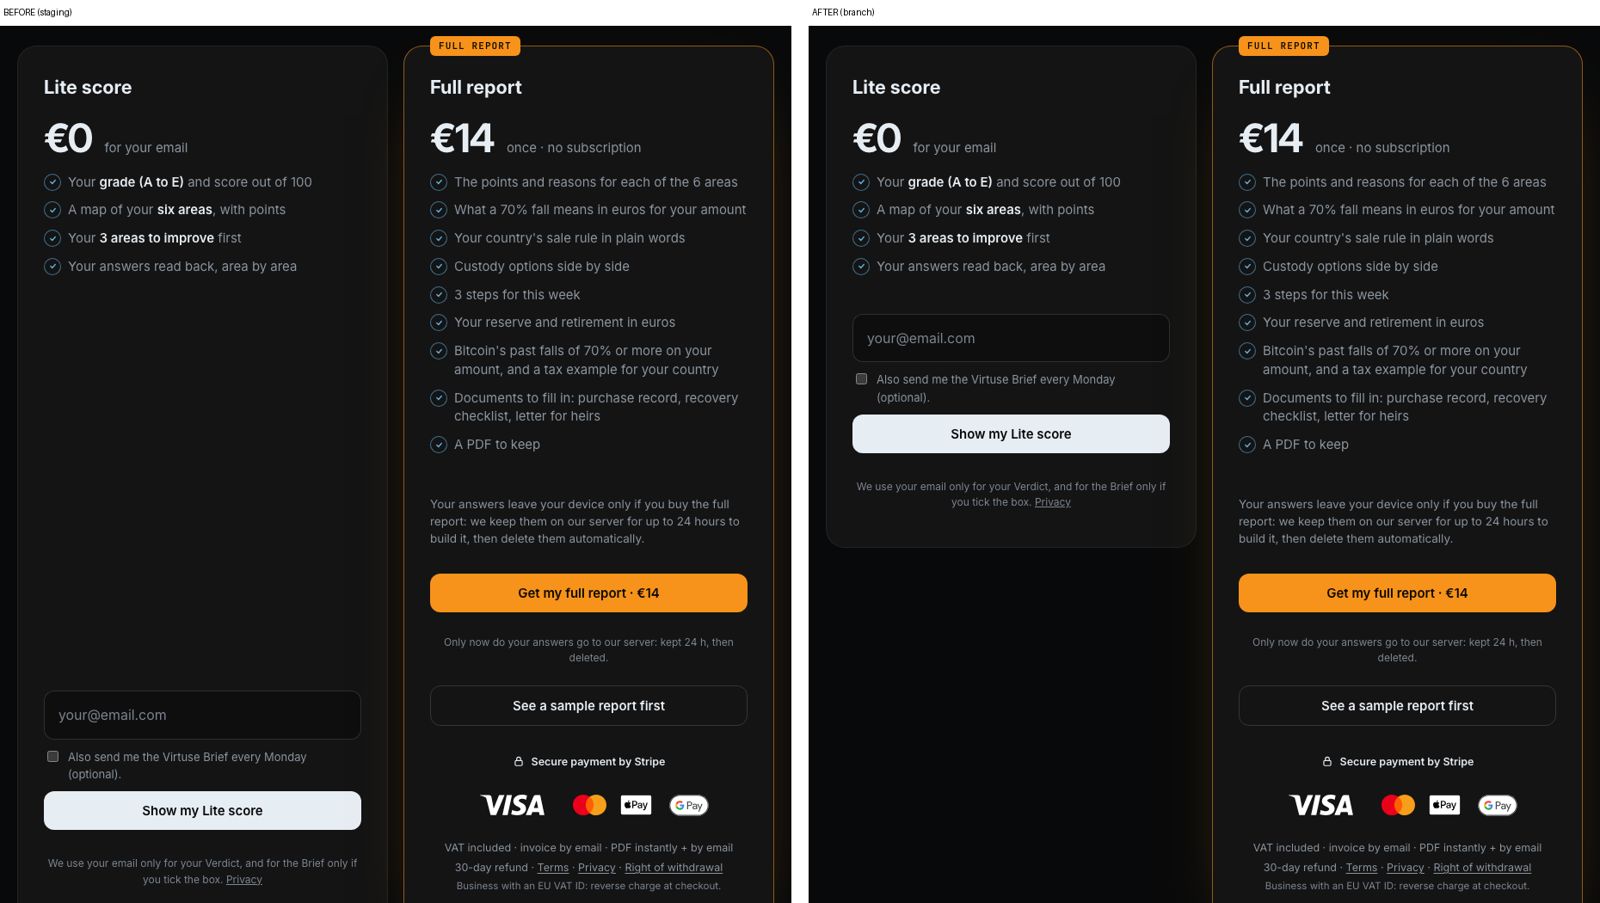 BEFORE (staging)
Lite score
€0 for your email
Your grade (A to E) and score out of 100
A map of your six areas, with points
Your 3 areas to improve first
Your answers read back, area by area
your@email.com
Also send me the Virtuse Brief every Monday
(optional).
Show my Lite score
We use your email only for your Verdict, and for the Brief only if
you tick the box. Privacy
FULL REPORT
Full report
€14 once · no subscription
The points and reasons for each of the 6 areas
What a 70% fall means in euros for your amount
Your country's sale rule in plain words
Custody options side by side
3 steps for this week
Your reserve and retirement in euros
Bitcoin's past falls of 70% or more on your
amount, and a tax example for your country
Documents to fill in: purchase record, recovery
checklist, letter for heirs
A PDF to keep
Your answers leave your device only if you buy the full
report: we keep them on our server for up to 24 hours to
build it, then delete them automatically.
Get my full report · €14
Only now do your answers go to our server: kept 24 h, then
deleted.
See a sample report first
Secure payment by Stripe
VISA Pay G Pay
VAT included · invoice by email · PDF instantly + by email
30-day refund · Terms · Privacy · Right of withdrawal
Business with an EU VAT ID: reverse charge at checkout.
AFTER (branch)
Lite score
€0 for your email
Your grade (A to E) and score out of 100
A map of your six areas, with points
Your 3 areas to improve first
Your answers read back, area by area
your@email.com
Also send me the Virtuse Brief every Monday
(optional).
Show my Lite score
We use your email only for your Verdict, and for the Brief only if
you tick the box. Privacy
FULL REPORT
Full report
€14 once · no subscription
The points and reasons for each of the 6 areas
What a 70% fall means in euros for your amount
Your country's sale rule in plain words
Custody options side by side
3 steps for this week
Your reserve and retirement in euros
Bitcoin's past falls of 70% or more on your
amount, and a tax example for your country
Documents to fill in: purchase record, recovery
checklist, letter for heirs
A PDF to keep
Your answers leave your device only if you buy the full
report: we keep them on our server for up to 24 hours to
build it, then delete them automatically.
Get my full report · €14
Only now do your answers go to our server: kept 24 h, then
deleted.
See a sample report first
Secure payment by Stripe
VISA Pay G Pay
VAT included · invoice by email · PDF instantly + by email
30-day refund · Terms · Privacy · Right of withdrawal
Business with an EU VAT ID: reverse charge at checkout.